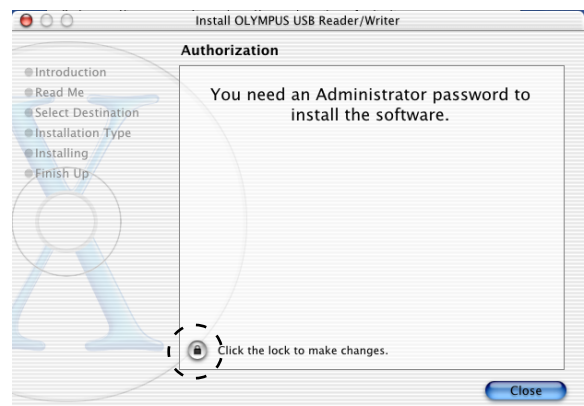 Install OLYMPUS USB Reader/Writer
Authorization
Introduction
Read Me
Select Destination
Installation Type
Installing
Finish Up
You need an Administrator password to
install the software.
Click the lock to make changes.
Close